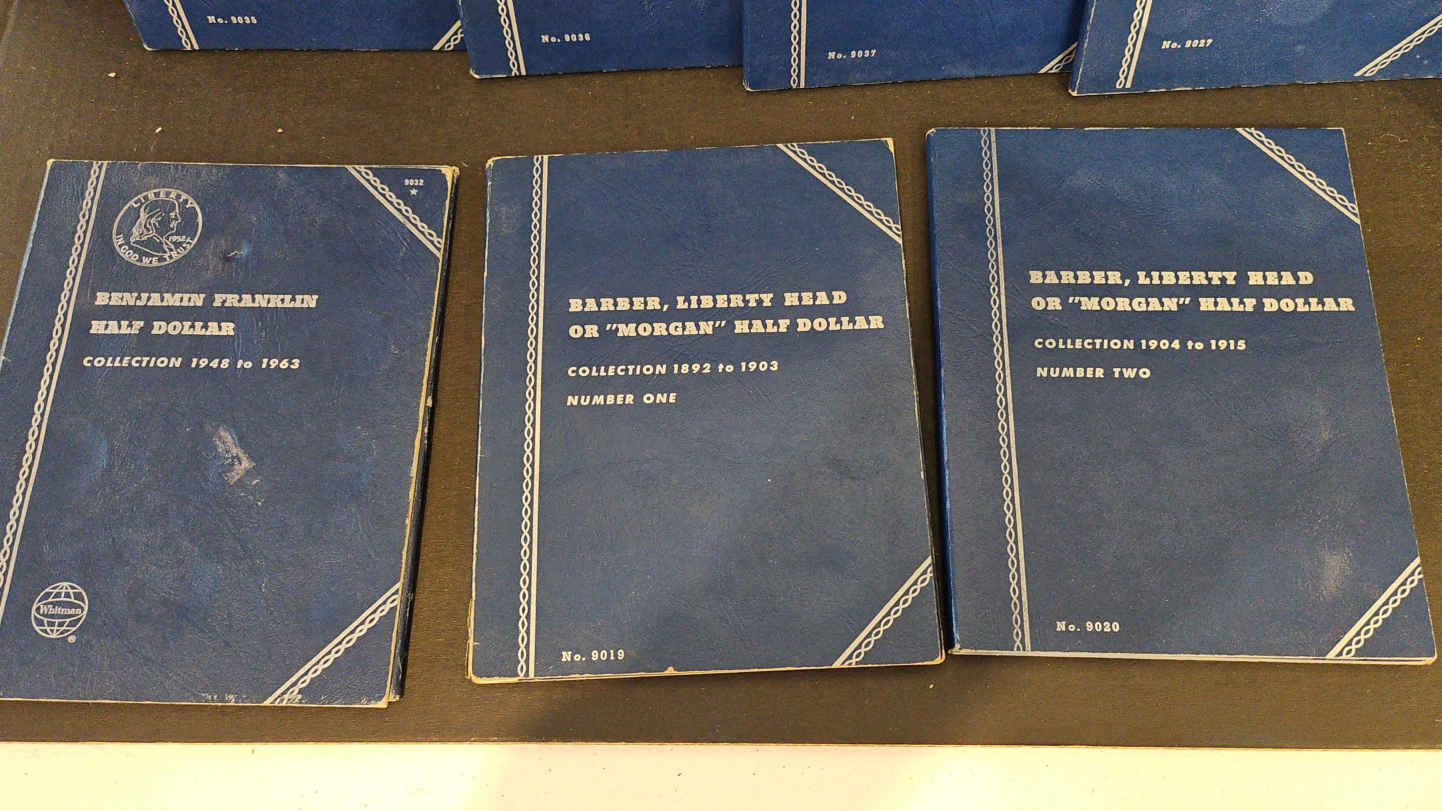 No. 9035
No. 9036
No. 9037
No. 9027
9032
LIBERTY
1952
IN GOD WE TRUST
BENJAMIN FRANKLIN
HALF DOLLAR
COLLECTION 1948 to 1963
Whitman
®
BARBER, LIBERTY HEAD
OR "MORGAN" HALF DOLLAR
COLLECTION 1892 to 1903
NUMBER ONE
No. 9019
BARBER, LIBERTY HEAD
OR "MORGAN" HALF DOLLAR
COLLECTION 1904 to 1915
NUMBER TWO
No. 9020